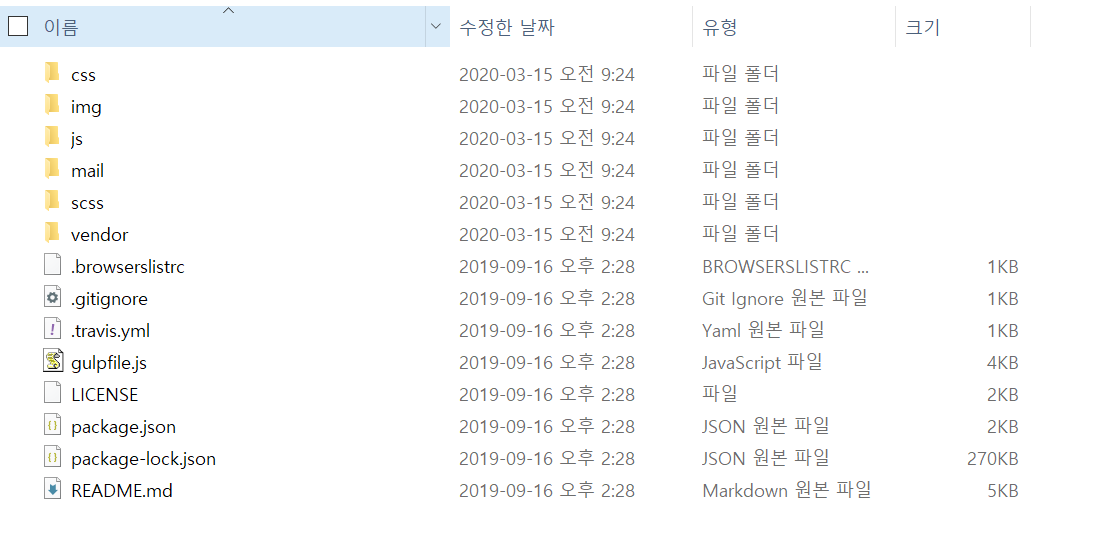 이름 수정한 날짜 유형 크기
css 2020-03-15 오전 9:24 파일 폴더
img 2020-03-15 오전 9:24 파일 폴더
js 2020-03-15 오전 9:24 파일 폴더
mail 2020-03-15 오전 9:24 파일 폴더
scss 2020-03-15 오전 9:24 파일 폴더
vendor 2020-03-15 오전 9:24 파일 폴더
.browserslistrc 2019-09-16 오후 2:28 BROWSERSLISTRC ... 1KB
.gitignore 2019-09-16 오후 2:28 Git Ignore 원본 파일 1KB
.travis.yml 2019-09-16 오후 2:28 Yaml 원본 파일 1KB
gulpfile.js 2019-09-16 오후 2:28 JavaScript 파일 4KB
LICENSE 2019-09-16 오후 2:28 파일 2KB
package.json 2019-09-16 오후 2:28 JSON 원본 파일 2KB
package-lock.json 2019-09-16 오후 2:28 JSON 원본 파일 270KB
README.md 2019-09-16 오후 2:28 Markdown 원본 파일 5KB